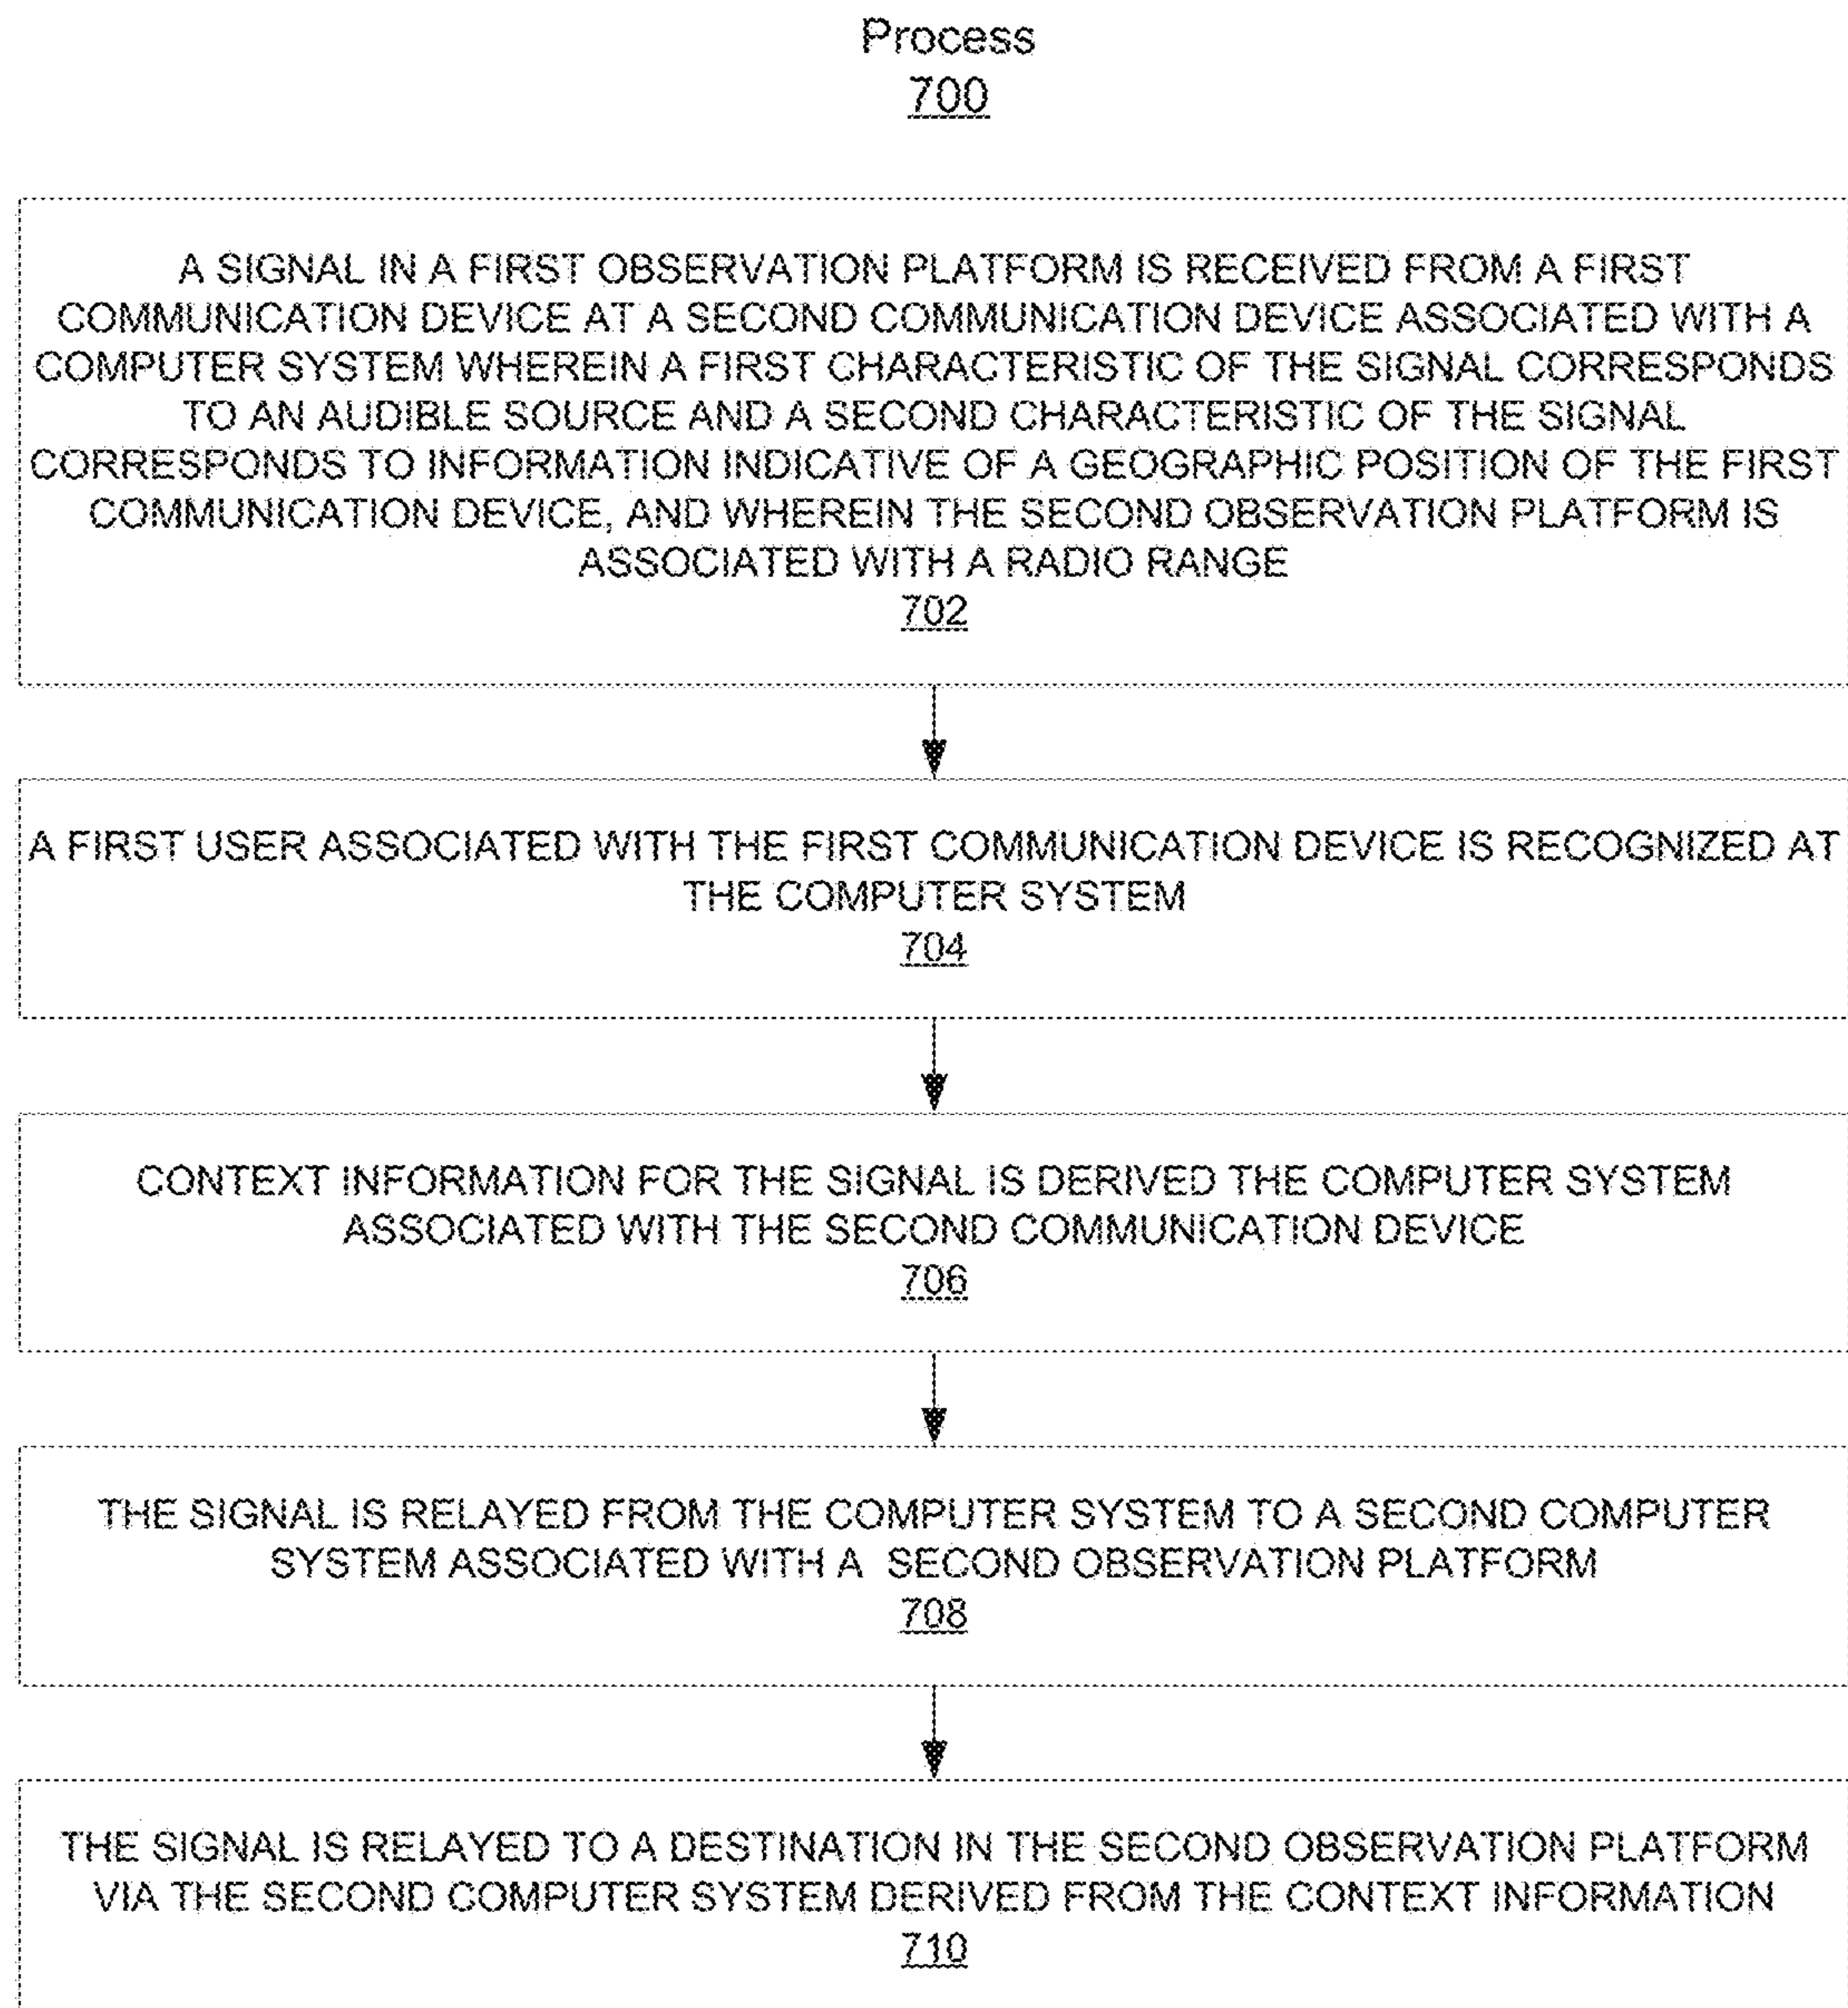 Process
700
A SIGNAL IN A FIRST OBSERVATION PLATFORM IS RECEIVED FROM A FIRST
COMMUNICATION DEVICE AT A SECOND COMMUNICATION DEVICE ASSOCIATED WITH A
COMPUTER SYSTEM WHEREIN A FIRST CHARACTERISTIC OF THE SIGNAL CORRESPONDS
TO AN AUDIBLE SOURCE AND A SECOND CHARACTERISTIC OF THE SIGNAL
CORRESPONDS TO INFORMATION INDICATIVE OF A GEOGRAPHIC POSITION OF THE FIRST
COMMUNICATION DEVICE, AND WHEREIN THE SECOND OBSERVATION PLATFORM IS
ASSOCIATED WITH A RADIO RANGE
702
A FIRST USER ASSOCIATED WITH THE FIRST COMMUNICATION DEVICE IS RECOGNIZED AT
THE COMPUTER SYSTEM
704
CONTEXT INFORMATION FOR THE SIGNAL IS DERIVED THE COMPUTER SYSTEM
ASSOCIATED WITH THE SECOND COMMUNICATION DEVICE
706
THE SIGNAL IS RELAYED FROM THE COMPUTER SYSTEM TO A SECOND COMPUTER
SYSTEM ASSOCIATED WITH A SECOND OBSERVATION PLATFORM
708
THE SIGNAL IS RELAYED TO A DESTINATION IN THE SECOND OBSERVATION PLATFORM
VIA THE SECOND COMPUTER SYSTEM DERIVED FROM THE CONTEXT INFORMATION
710